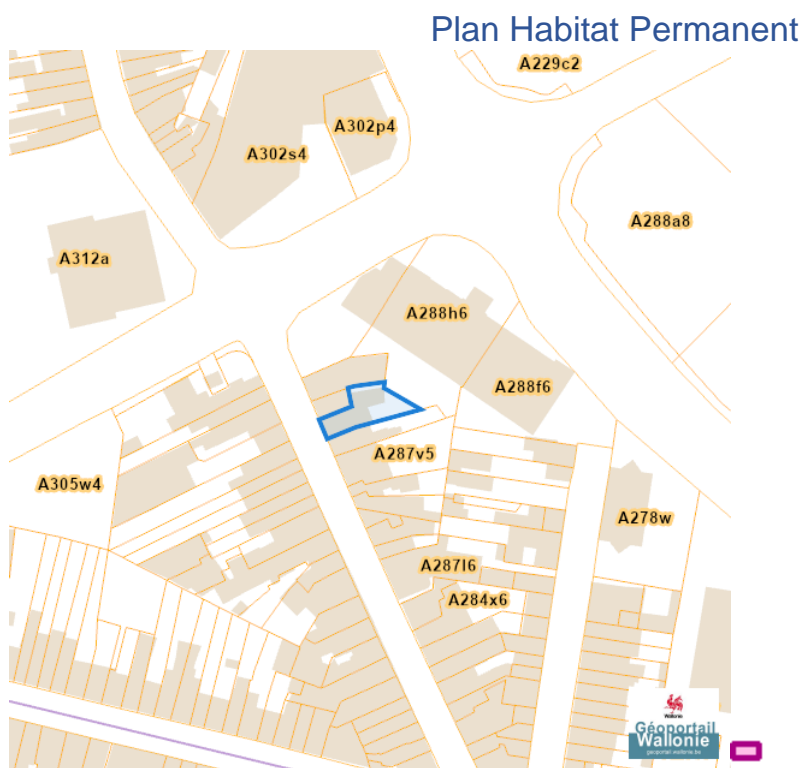 Plan Habitat Permanent
A229c2
A302p4
A302s4
A288a8
A312a
A288h6
A288f6
A287v5
A305w4
A278w
A287l6
A284x6
Wallonie
Géoportail
Wallonie
geoportail.wallonie.be